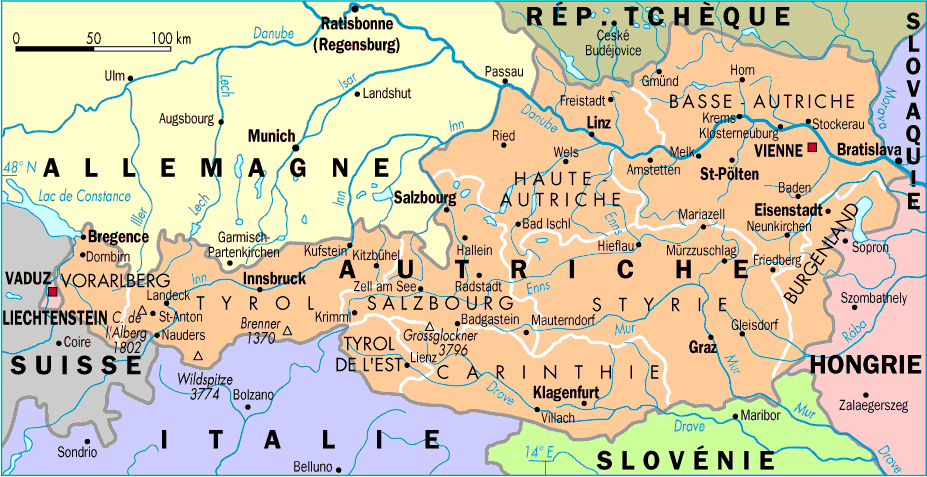 RÉP..TCHÈQUE
SLOVAQUIE
0 50 100 km
Ratisbonne
(Regensburg)
Danube
České
Budějovice
Ulm
Lech
Isar
Landshut
Passau
Gmünd
Horn
Freistadt
BASSE-AUTRICHE
Morava
Augsbourg
Munich
Inn
Danube
Linz
Krems
Klosterneuburg
Stockerau
Ried
Wels
Melk
VIENNE
Bratislava
48° N
ALLEMAGNE
Amstetten
St-Pölten
HAUTE-
AUTRICHE
Lac de Constance
Iller
Lech
Inn
Salzbourg
Baden
Eisenstadt
Bad Ischl
Enns
Mariazell
Neunkirchen
Bregence
Dornbirn
Garmisch-
Partenkirchen
Kufstein
Kitzbühel
Hallein
Hieflau
Mürzzuschlag
Friedberg
BURGENLAND
Sopron
VADUZ
VORARLBERG
Inn
Innsbruck
AUTRICHE
Zell am See
Radstadt
Enns
LIECHTENSTEIN
Landeck
TYROL
SALZBOURG
STYRIE
Szombathely
C. de
l'Alberg
1802
St-Anton
Nauders
Brenner
1370
Krimml
Badgastein
Mauterndorf
Mur
Gleisdorf
Rába
Coire
SUISSE
TYROL
DE L'EST
Grossglockner
3796
Lienz
Graz
Mur
HONGRIE
CARINTHIE
Wildspitze
3774
Bolzano
Drave
Klagenfurt
Villach
Drave
Maribor
Mur
Zalaegerszeg
ITALIE
Sondrio
Belluno
14° E
SLOVÉNIE
Drave